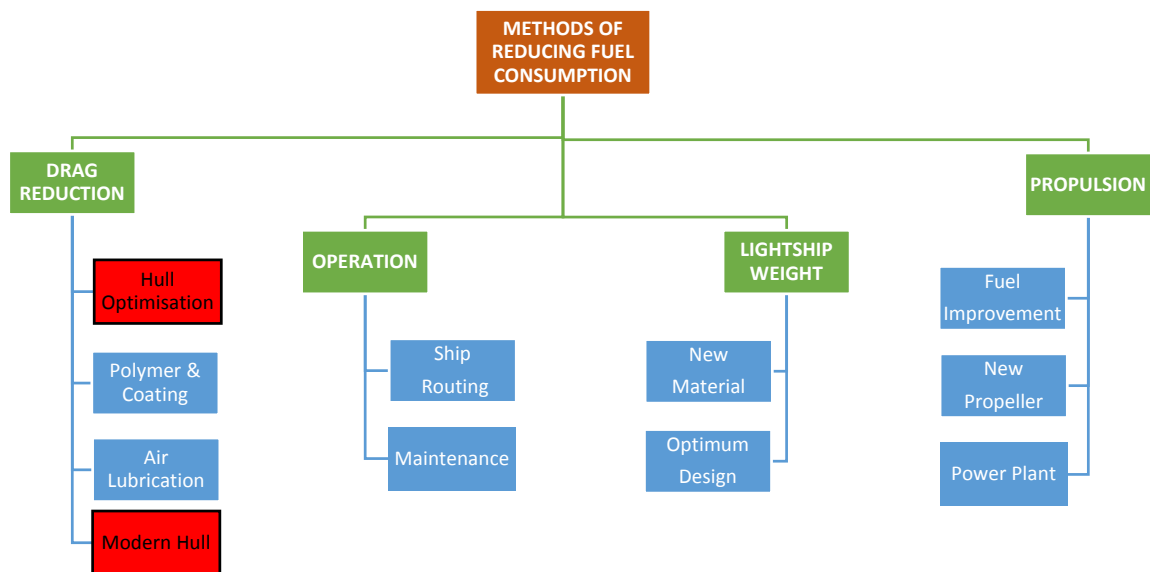 METHODS OF
REDUCING FUEL
CONSUMPTION
DRAG
REDUCTION
Hull
Optimisation
Polymer &
Coating
Air
Lubrication
Modern Hull
OPERATION
Ship
Routing
Maintenance
LIGHTSHIP
WEIGHT
New
Material
Optimum
Design
PROPULSION
Fuel
Improvement
New
Propeller
Power Plant